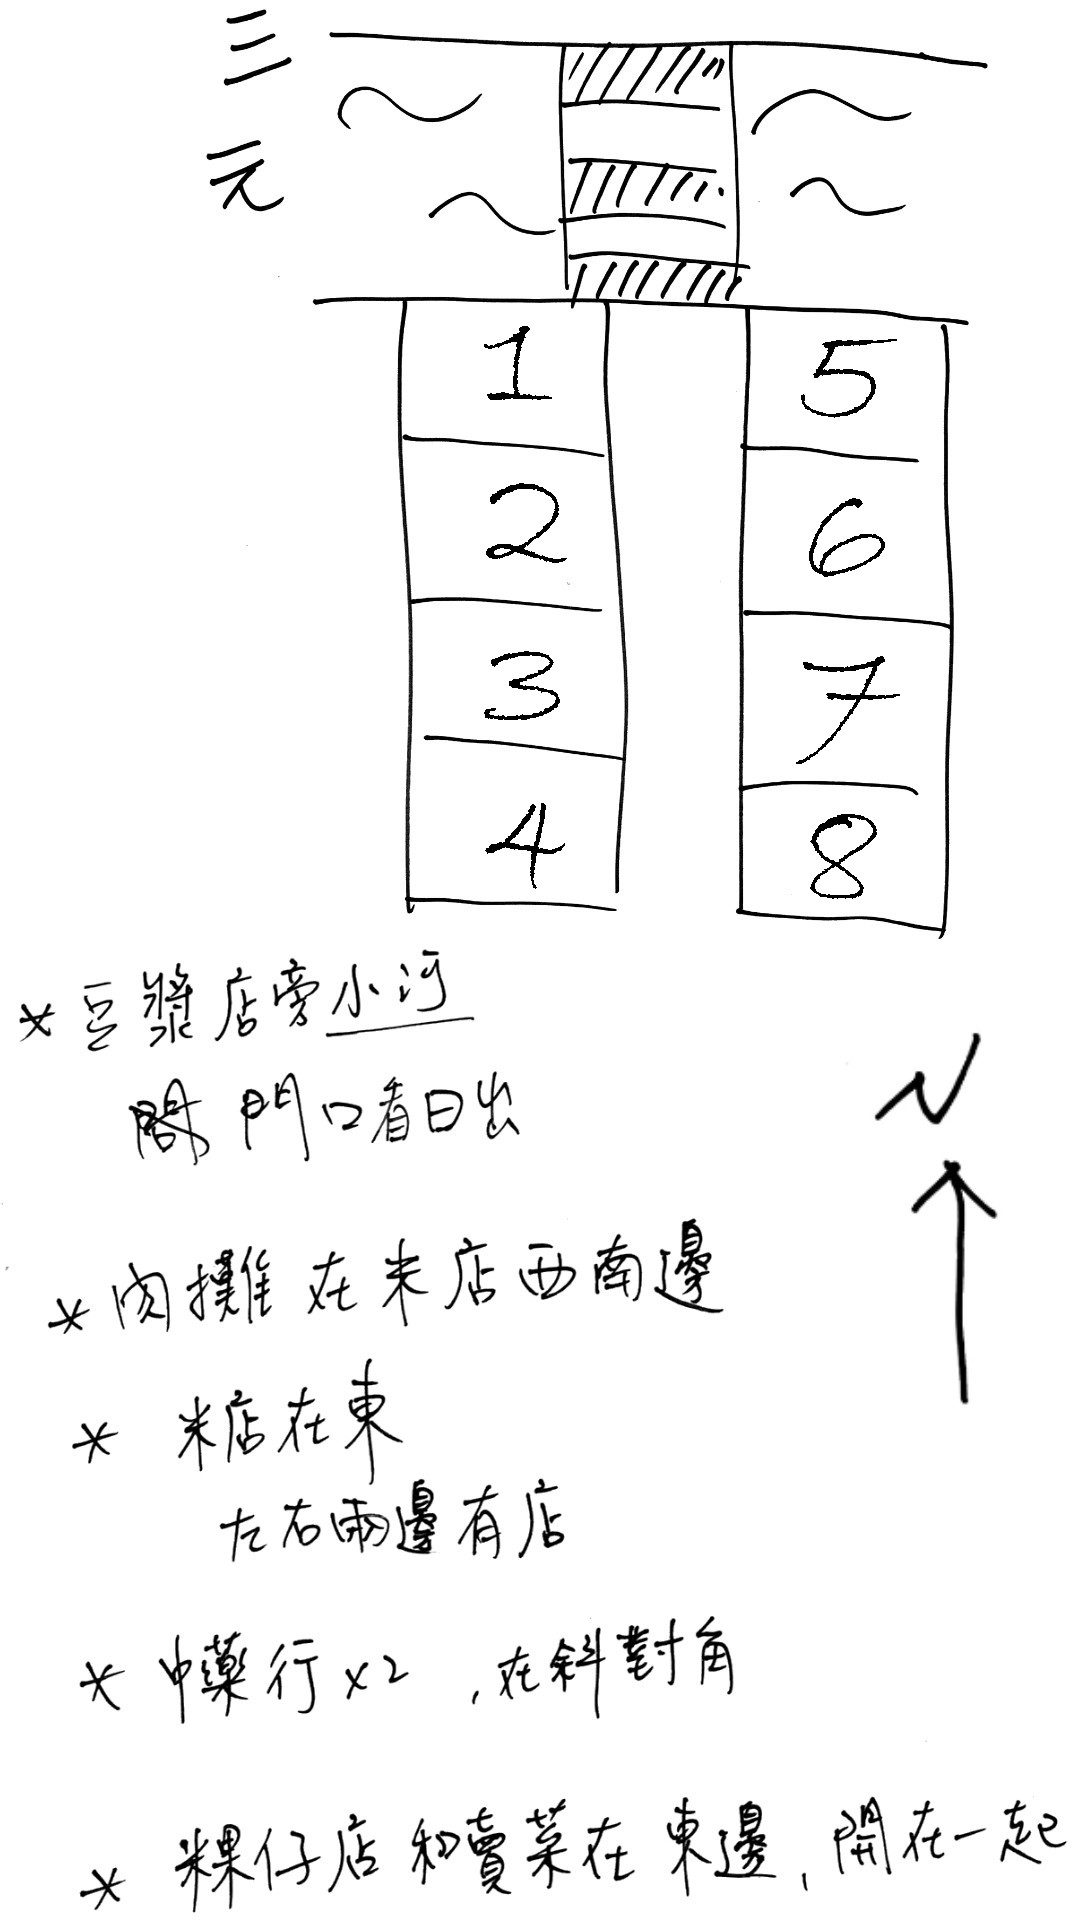 三
元
1
5
2
6
3
7
4
8
* 豆漿店旁小河
開門口看日出
N
* 肉攤在米店西南邊
* 米店在東
左右兩邊有店
* 中藥行x2,在斜對角
* 粿仔店和賣菜在東邊,開在一起